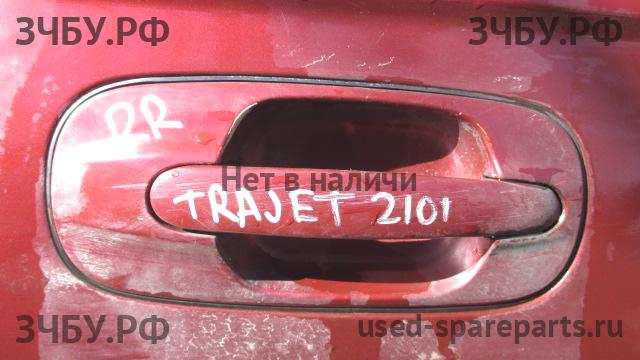 ЗЧБУ.РФ ЗЧБУ.РФ
RR
Нет в наличи
TRAJET 2101
ЗЧБУ.РФ used-spareparts.ru